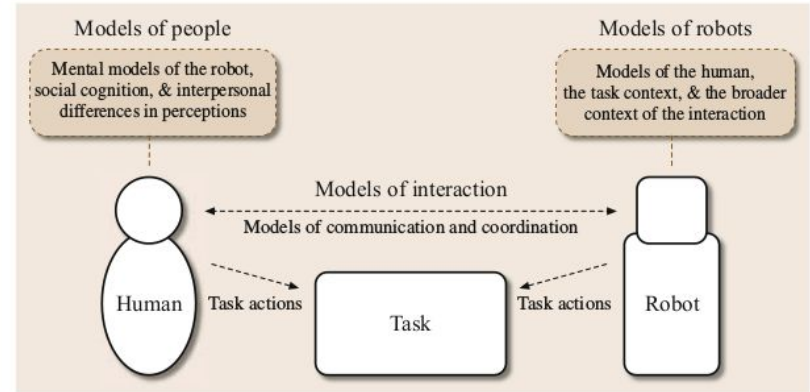 Models of people
Mental models of the robot,
social cognition, & interpersonal
differences in perceptions
Models of robots
Models of the human,
the task context, & the broader
context of the interaction
Models of interaction
Models of communication and coordination
Human
Task actions
Task
Task actions
Robot